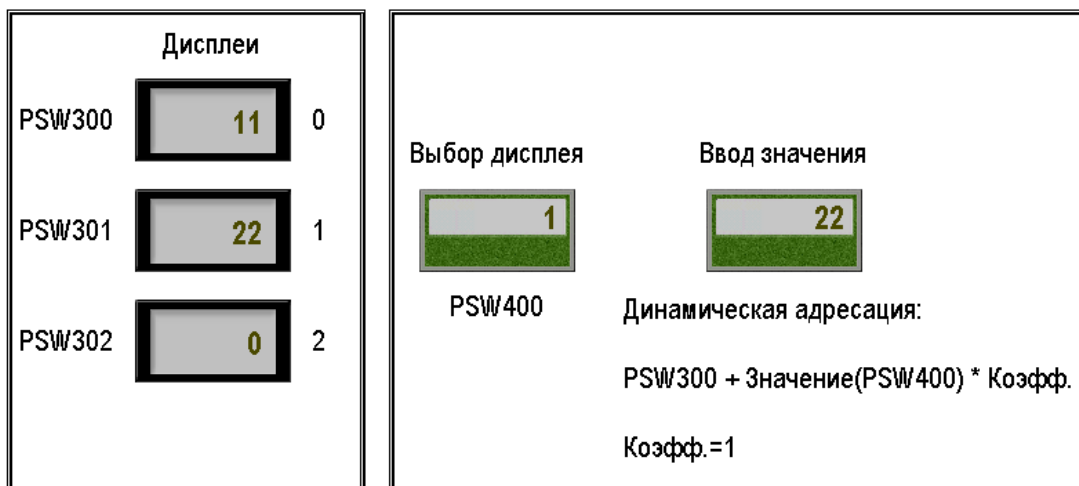 Дисплеи
PSW300 11 0
PSW301 22 1
PSW302 0 2
Выбор дисплея
1
PSW400
Ввод значения
22
Динамическая адресация:
PSW300 + Значение(PSW400) * Коэфф.
Коэфф.=1